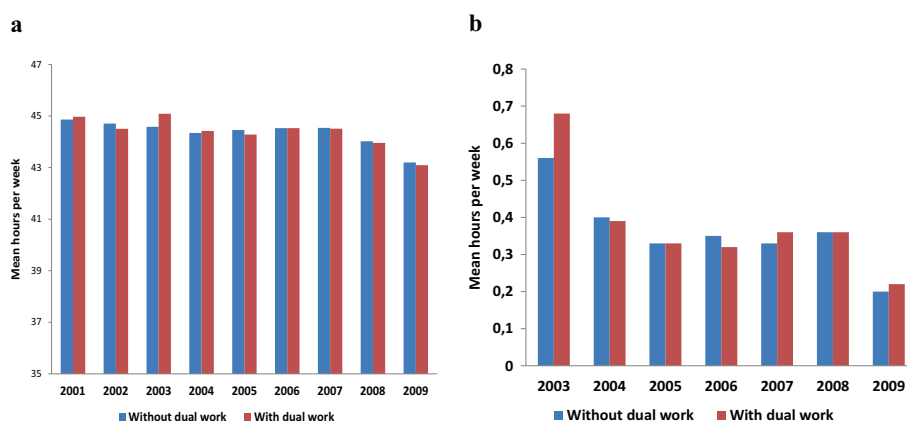 a
Mean hours per week
47
45
43
41
39
37
35
2001 2002 2003 2004 2005 2006 2007 2008 2009
Without dual work With dual work
b
Mean hours per week
0,8
0,7
0,6
0,5
0,4
0,3
0,2
0,1
0
2003 2004 2005 2006 2007 2008 2009
Without dual work With dual work